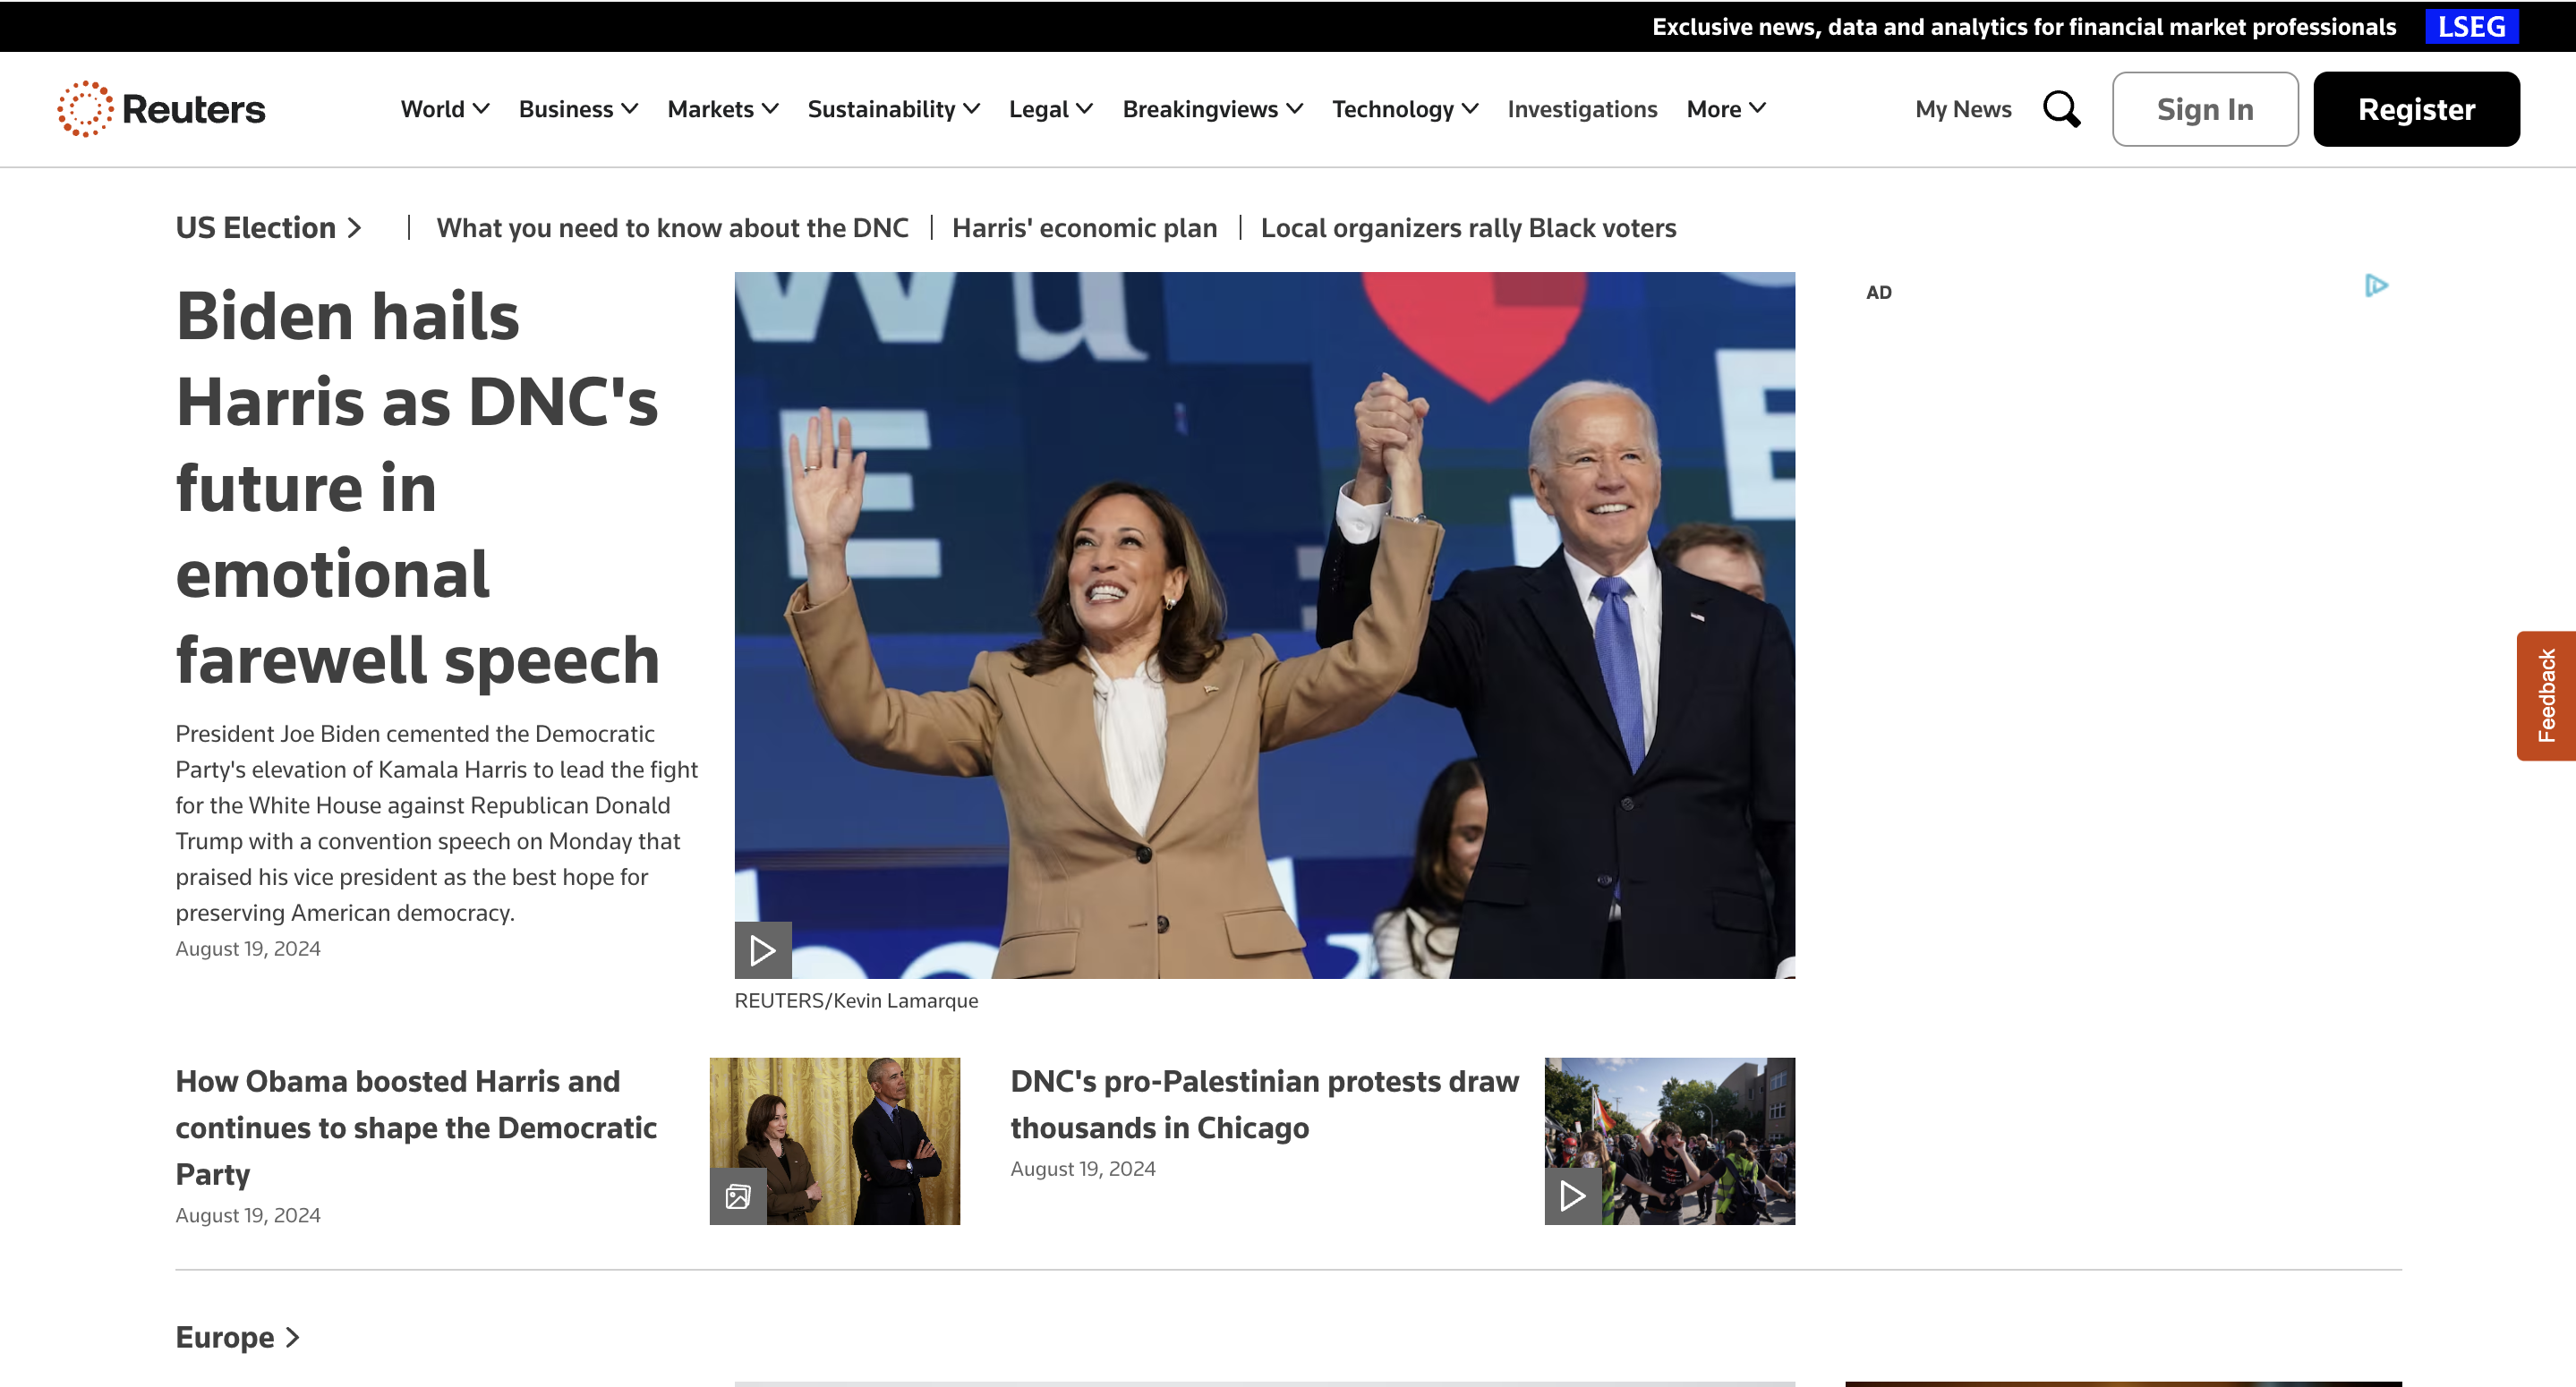 Exclusive news, data and analytics for financial market professionals LSEG
Reuters
World Business Markets Sustainability Legal Breakingviews Technology Investigations More My News Sign In Register
US Election | What you need to know about the DNC | Harris' economic plan | Local organizers rally Black voters
Biden hails
Harris as DNC's
future in
emotional
farewell speech
President Joe Biden cemented the Democratic
Party's elevation of Kamala Harris to lead the fight
for the White House against Republican Donald
Trump with a convention speech on Monday that
praised his vice president as the best hope for
preserving American democracy.
August 19, 2024
REUTERS/Kevin Lamarque
AD
Feedback
How Obama boosted Harris and
continues to shape the Democratic
Party
August 19, 2024
DNC's pro-Palestinian protests draw
thousands in Chicago
August 19, 2024
Europe